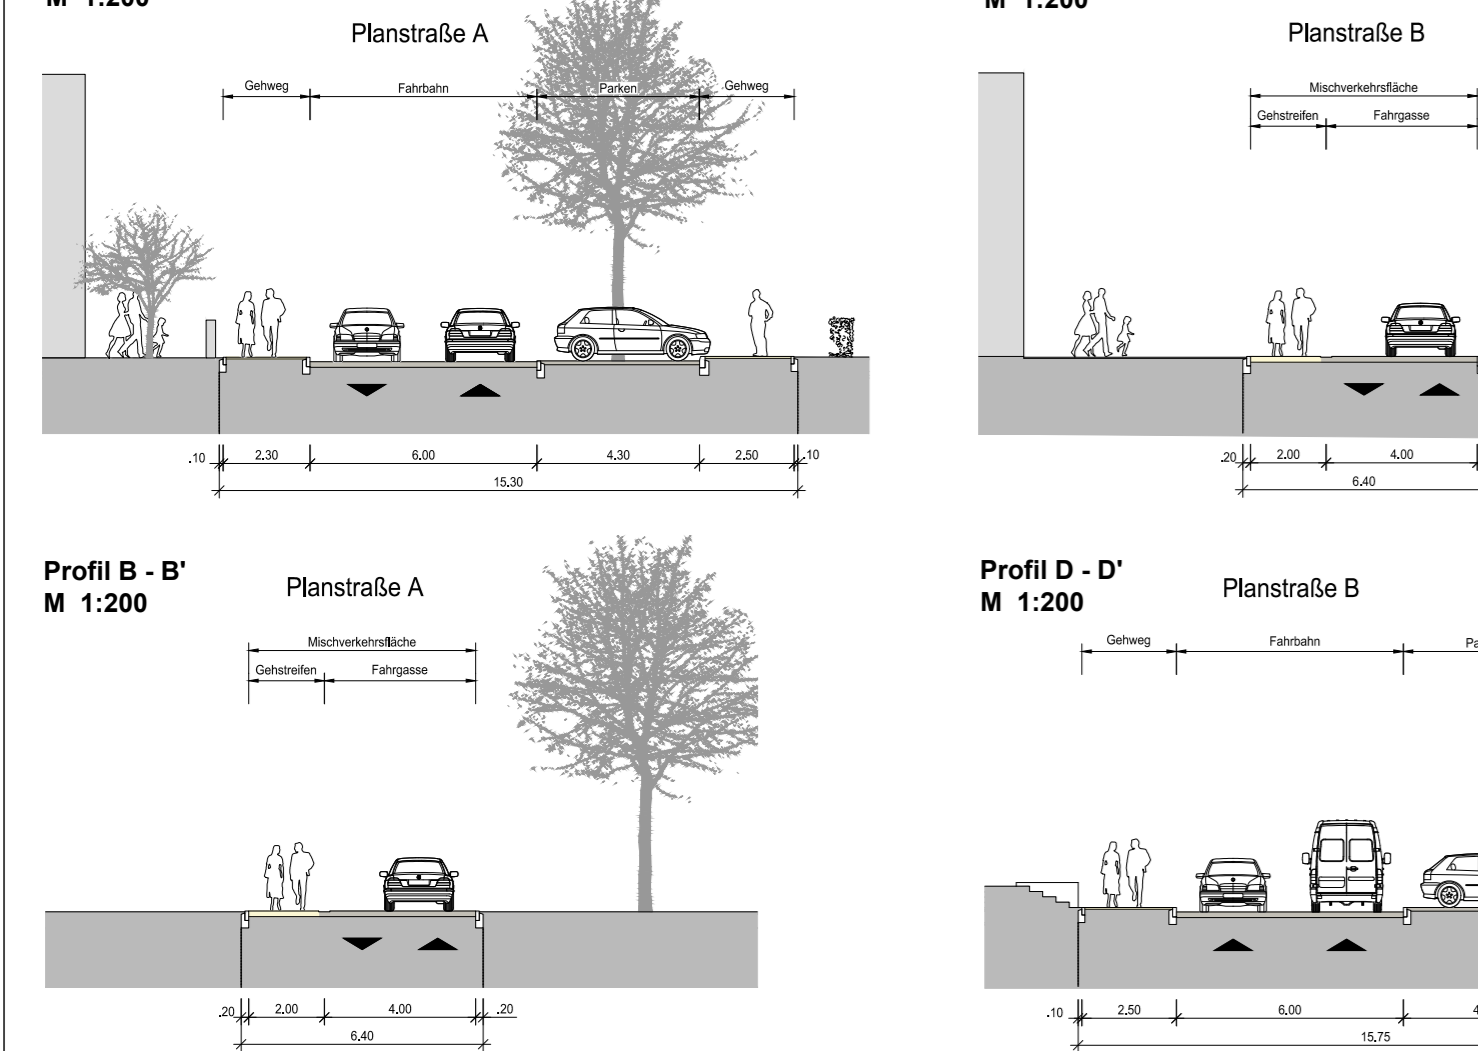 M 1:200
Planstraße A
Gehweg Fahrbahn Parken Gehweg
.10 2.30 6.00 4.30 2.50 .10
15.30
M 1:200
Planstraße B
Mischverkehrsfläche
Gehstreifen Fahrgasse
.20 2.00 4.00
6.40
Profil B - B'
M 1:200
Planstraße A
Mischverkehrsfläche
Gehstreifen Fahrgasse
.20 2.00 4.00 .20
6.40
Profil D - D'
M 1:200
Planstraße B
Gehweg Fahrbahn Pa
.10 2.50 6.00 4
15.75